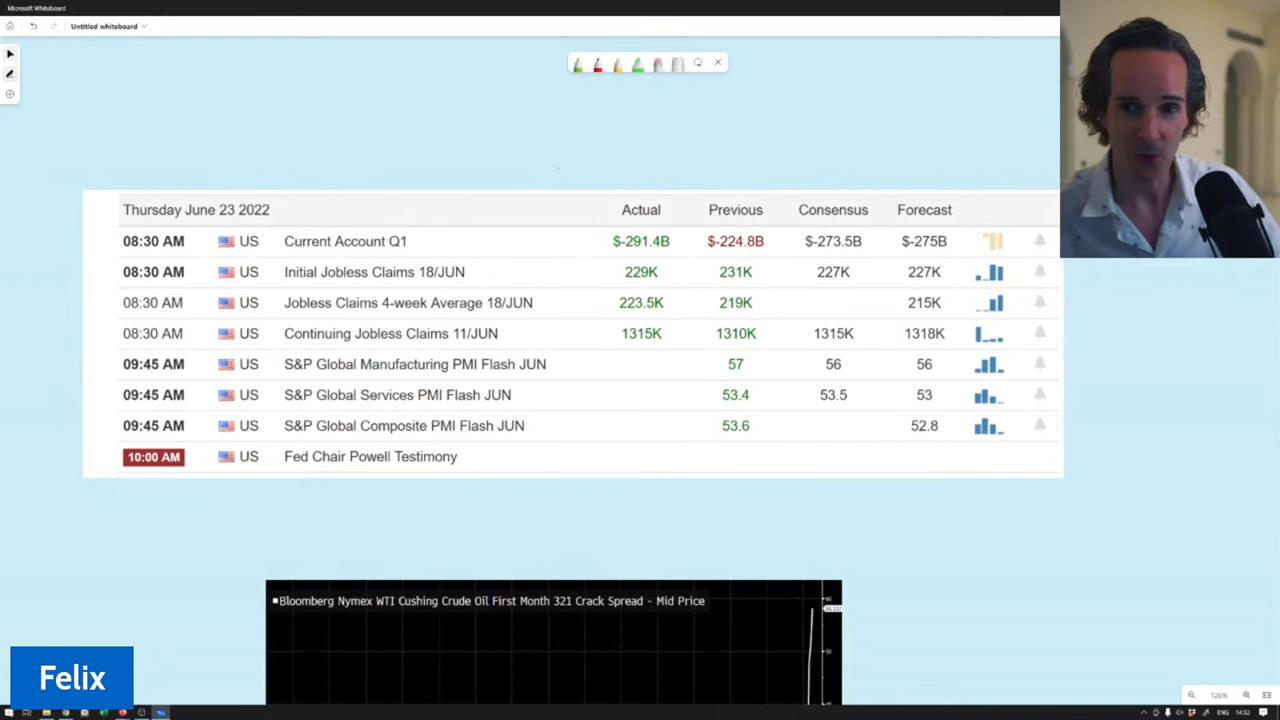 Microsoft Whiteboard
Untitled whiteboard
Thursday June 23 2022 Actual Previous Consensus Forecast
08:30 AM US Current Account Q1 $-291.4B $-224.8B $-273.5B $-275B
08:30 AM US Initial Jobless Claims 18/JUN 229K 231K 227K 227K
08:30 AM US Jobless Claims 4-week Average 18/JUN 223.5K 219K 215K
08:30 AM US Continuing Jobless Claims 11/JUN 1315K 1310K 1315K 1318K
09:45 AM US S&P Global Manufacturing PMI Flash JUN 57 56 56
09:45 AM US S&P Global Services PMI Flash JUN 53.4 53.5 53
09:45 AM US S&P Global Composite PMI Flash JUN 53.6 52.8
10:00 AM US Fed Chair Powell Testimony
Bloomberg Nymex WTI Cushing Crude Oil First Month 321 Crack Spread - Mid Price
60
50
Felix
126%
ENG 14:32